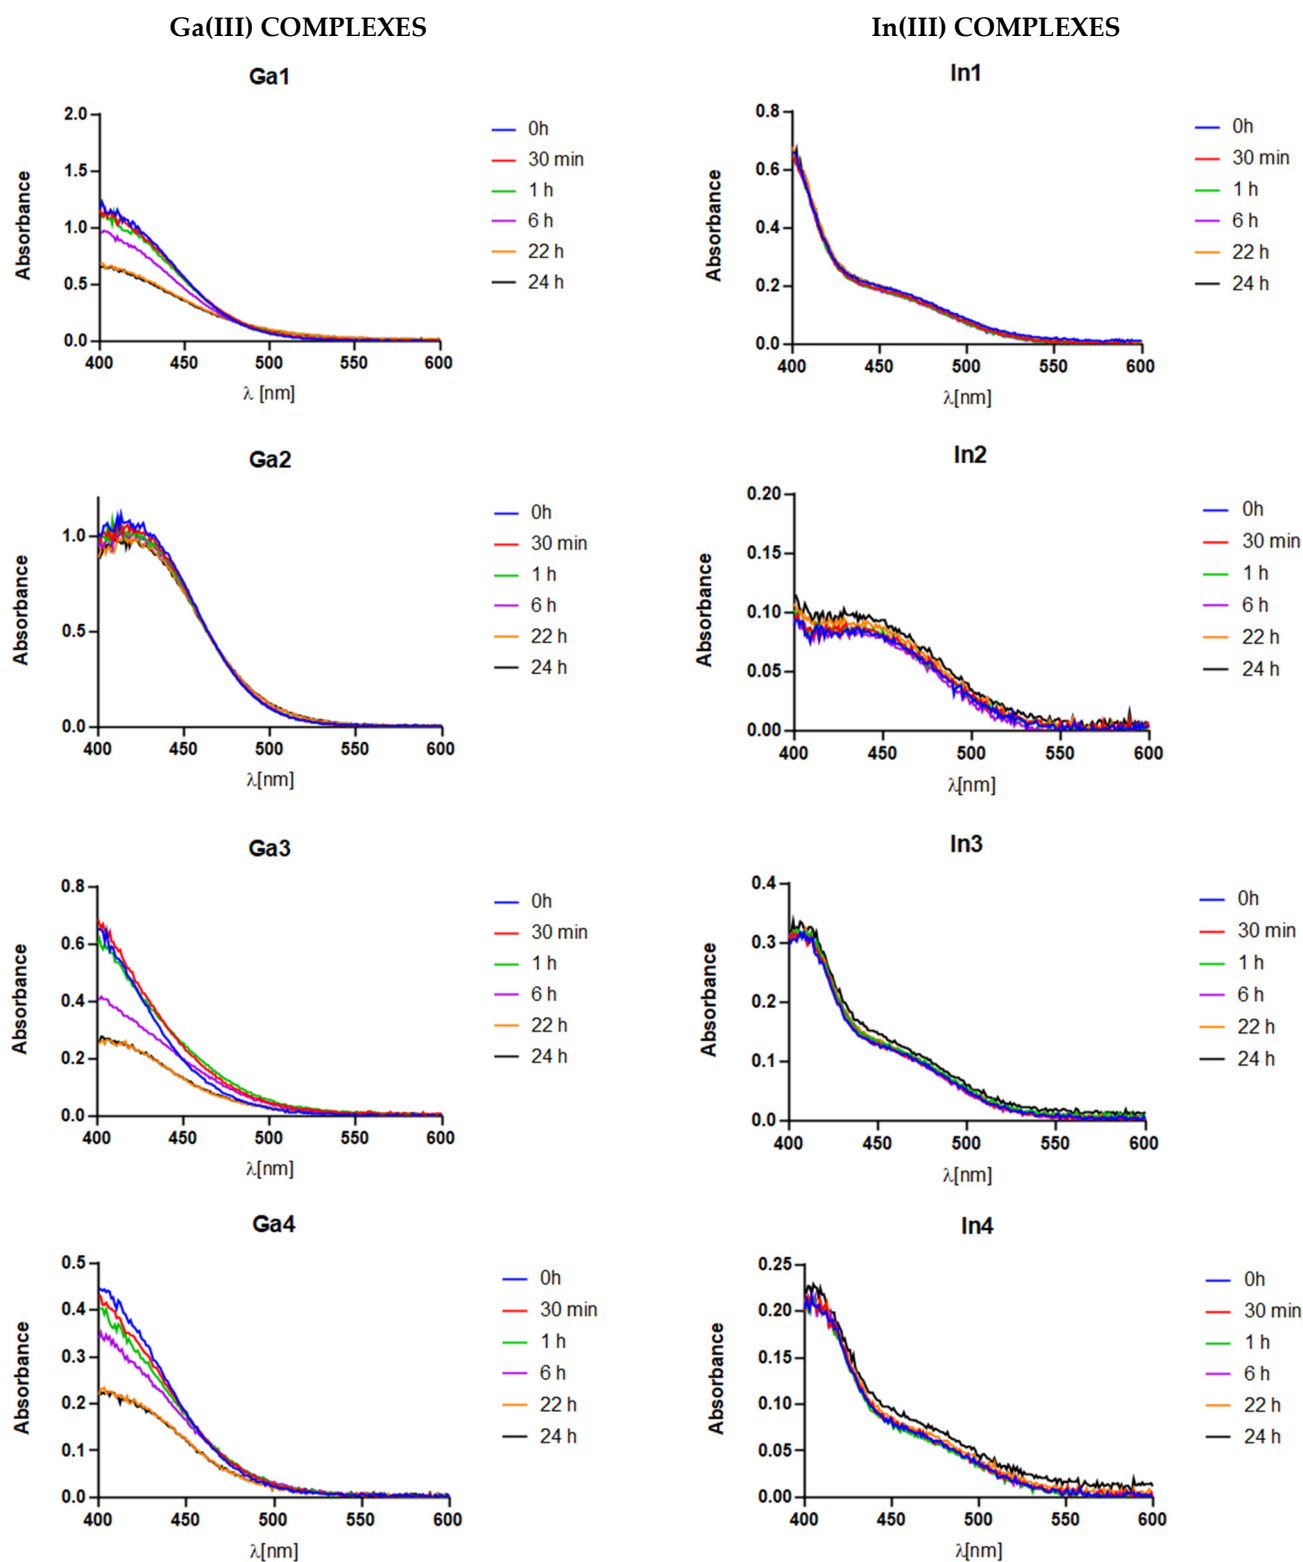 Ga(III) COMPLEXES
In(III) COMPLEXES
Ga1
Absorbance
2.0
1.5
1.0
0.5
0.0
400 450 500 550 600
λ [nm]
0h
30 min
1 h
6 h
22 h
24 h
In1
Absorbance
0.8
0.6
0.4
0.2
0.0
400 450 500 550 600
λ[nm]
0h
30 min
1 h
6 h
22 h
24 h
Ga2
Absorbance
1.0
0.5
0.0
400 450 500 550 600
λ[nm]
0h
30 min
1 h
6 h
22 h
24 h
In2
Absorbance
0.20
0.15
0.10
0.05
0.00
400 450 500 550 600
λ[nm]
0h
30 min
1 h
6 h
22 h
24 h
Ga3
Absorbance
0.8
0.6
0.4
0.2
0.0
400 450 500 550 600
λ[nm]
0h
30 min
1 h
6 h
22 h
24 h
In3
Absorbance
0.4
0.3
0.2
0.1
0.0
400 450 500 550 600
λ[nm]
0h
30 min
1 h
6 h
22 h
24 h
Ga4
Absorbance
0.5
0.4
0.3
0.2
0.1
0.0
400 450 500 550 600
λ[nm]
0h
30 min
1 h
6 h
22 h
24 h
In4
Absorbance
0.25
0.20
0.15
0.10
0.05
0.00
400 450 500 550 600
λ[nm]
0h
30 min
1 h
6 h
22 h
24 h